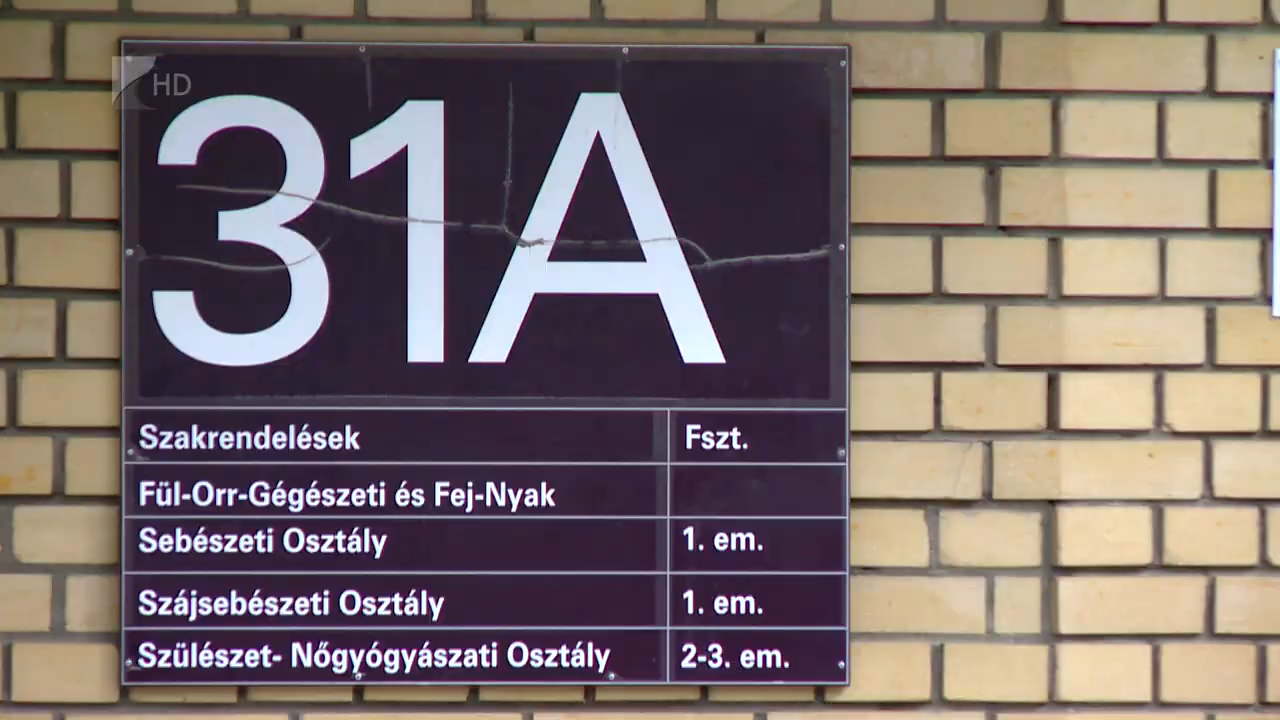 HD
31A
Szakrendelések Fszt.
Fül-Orr-Gégészeti és Fej-Nyak
Sebészeti Osztály 1. em.
Szájsebészeti Osztály 1. em.
Szülészet- Nőgyógyászati Osztály 2-3. em.